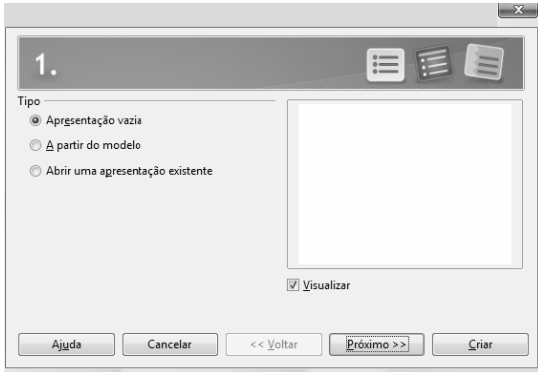 1.
Tipo
Apresentação vazia
A partir do modelo
Abrir uma apresentação existente
Visualizar
Ajuda Cancelar << Voltar Próximo >> Criar